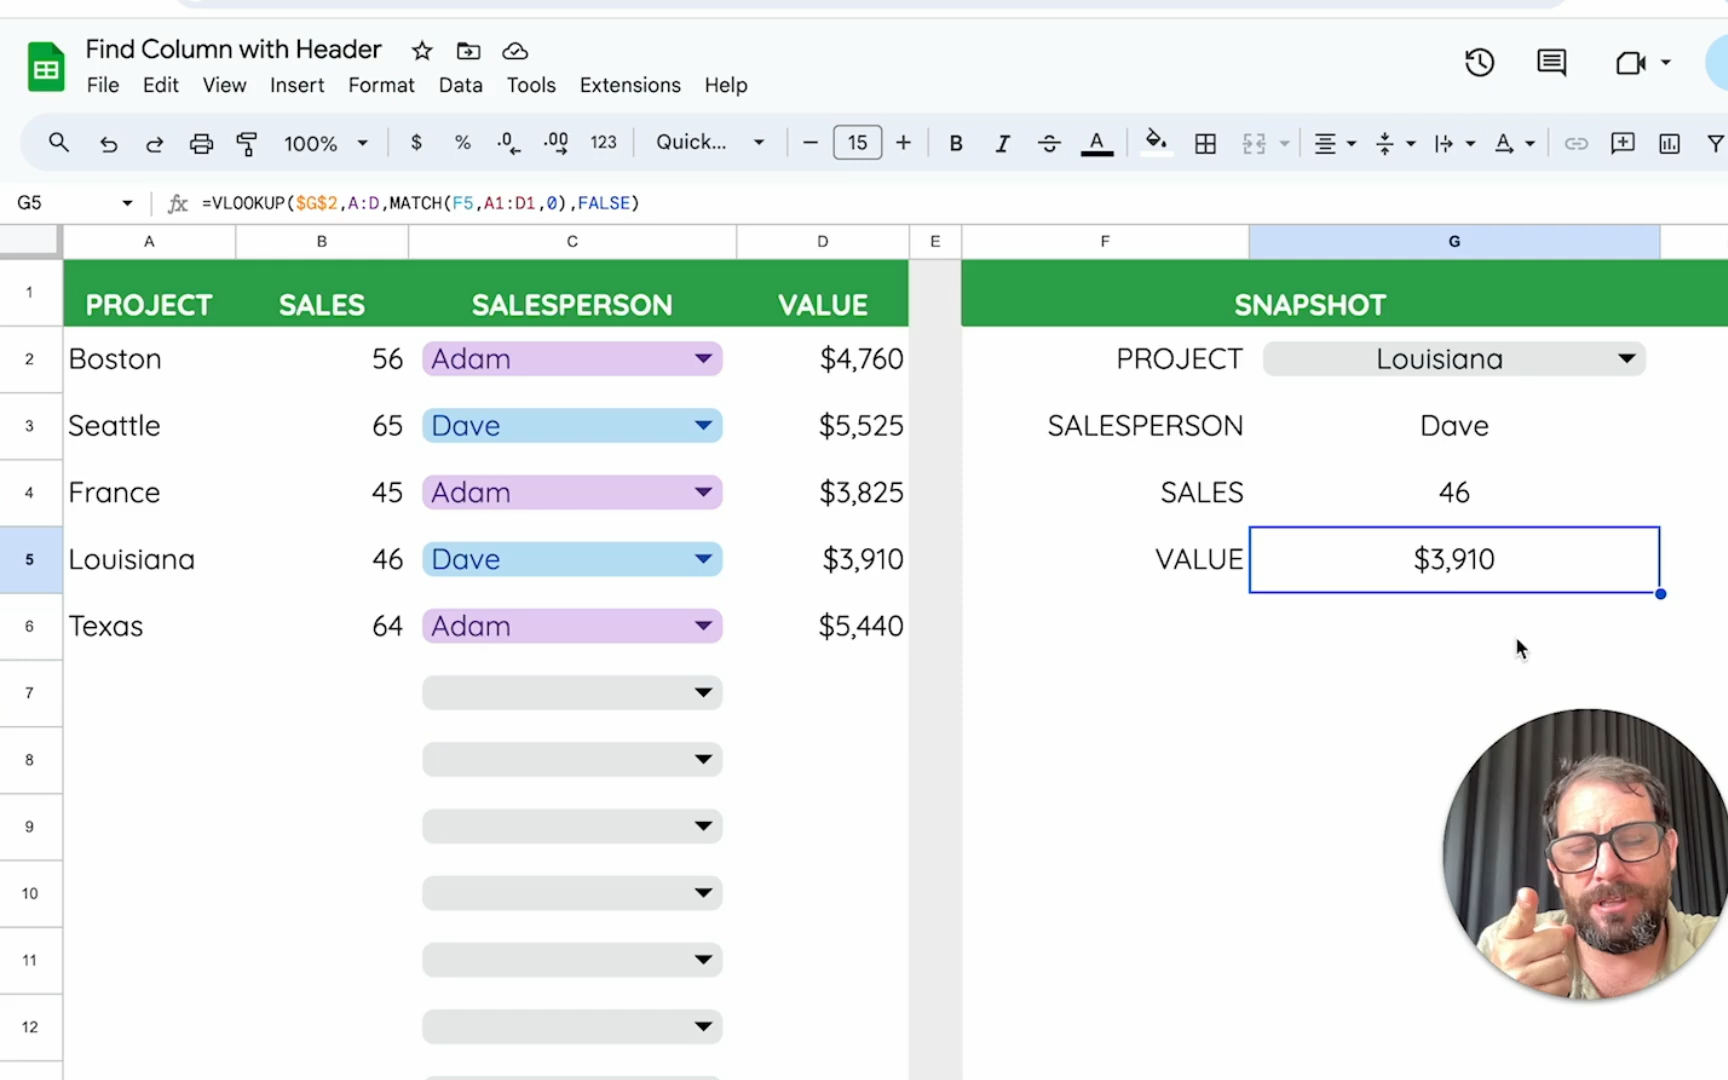 Find Column with Header
File Edit View Insert Format Data Tools Extensions Help
100% $ % .0 .00 123 Quick... 15 B I A A
G5 fx =VLOOKUP($G$2,A:D,MATCH(F5,A1:D1,0),FALSE)
A B C D E F G
1 PROJECT SALES SALESPERSON VALUE SNAPSHOT
2 Boston 56 Adam $4,760 PROJECT Louisiana
3 Seattle 65 Dave $5,525 SALESPERSON Dave
4 France 45 Adam $3,825 SALES 46
5 Louisiana 46 Dave $3,910 VALUE $3,910
6 Texas 64 Adam $5,440
7
8
9
10
11
12